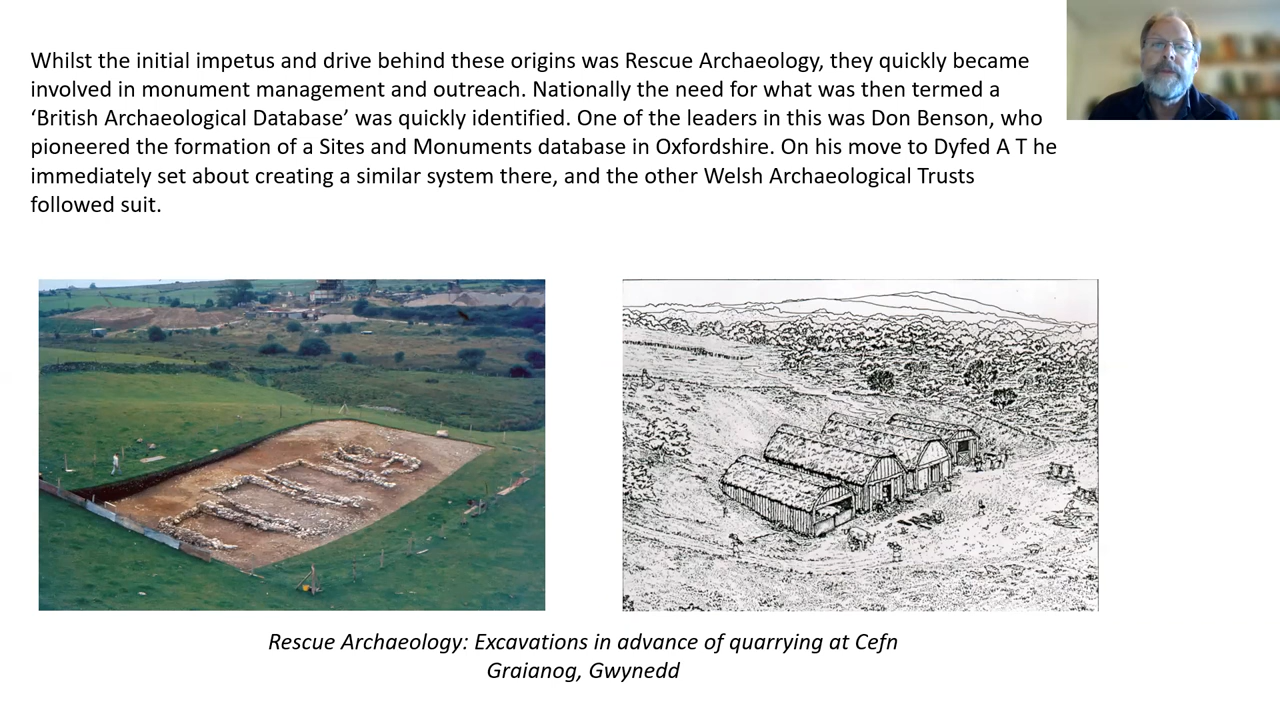 Whilst the initial impetus and drive behind these origins was Rescue Archaeology, they quickly became
involved in monument management and outreach. Nationally the need for what was then termed a
‘British Archaeological Database’ was quickly identified. One of the leaders in this was Don Benson, who
pioneered the formation of a Sites and Monuments database in Oxfordshire. On his move to Dyfed A T he
immediately set about creating a similar system there, and the other Welsh Archaeological Trusts
followed suit.
Rescue Archaeology: Excavations in advance of quarrying at Cefn
Graianog, Gwynedd